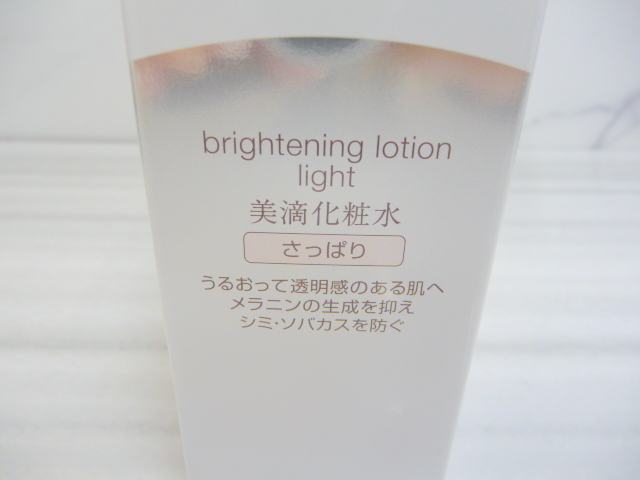 brightening lotion
light
美滴化粧水
さっぱり
うるおって透明感のある肌へ
メラニンの生成を抑え
シミ・ソバカスを防ぐ